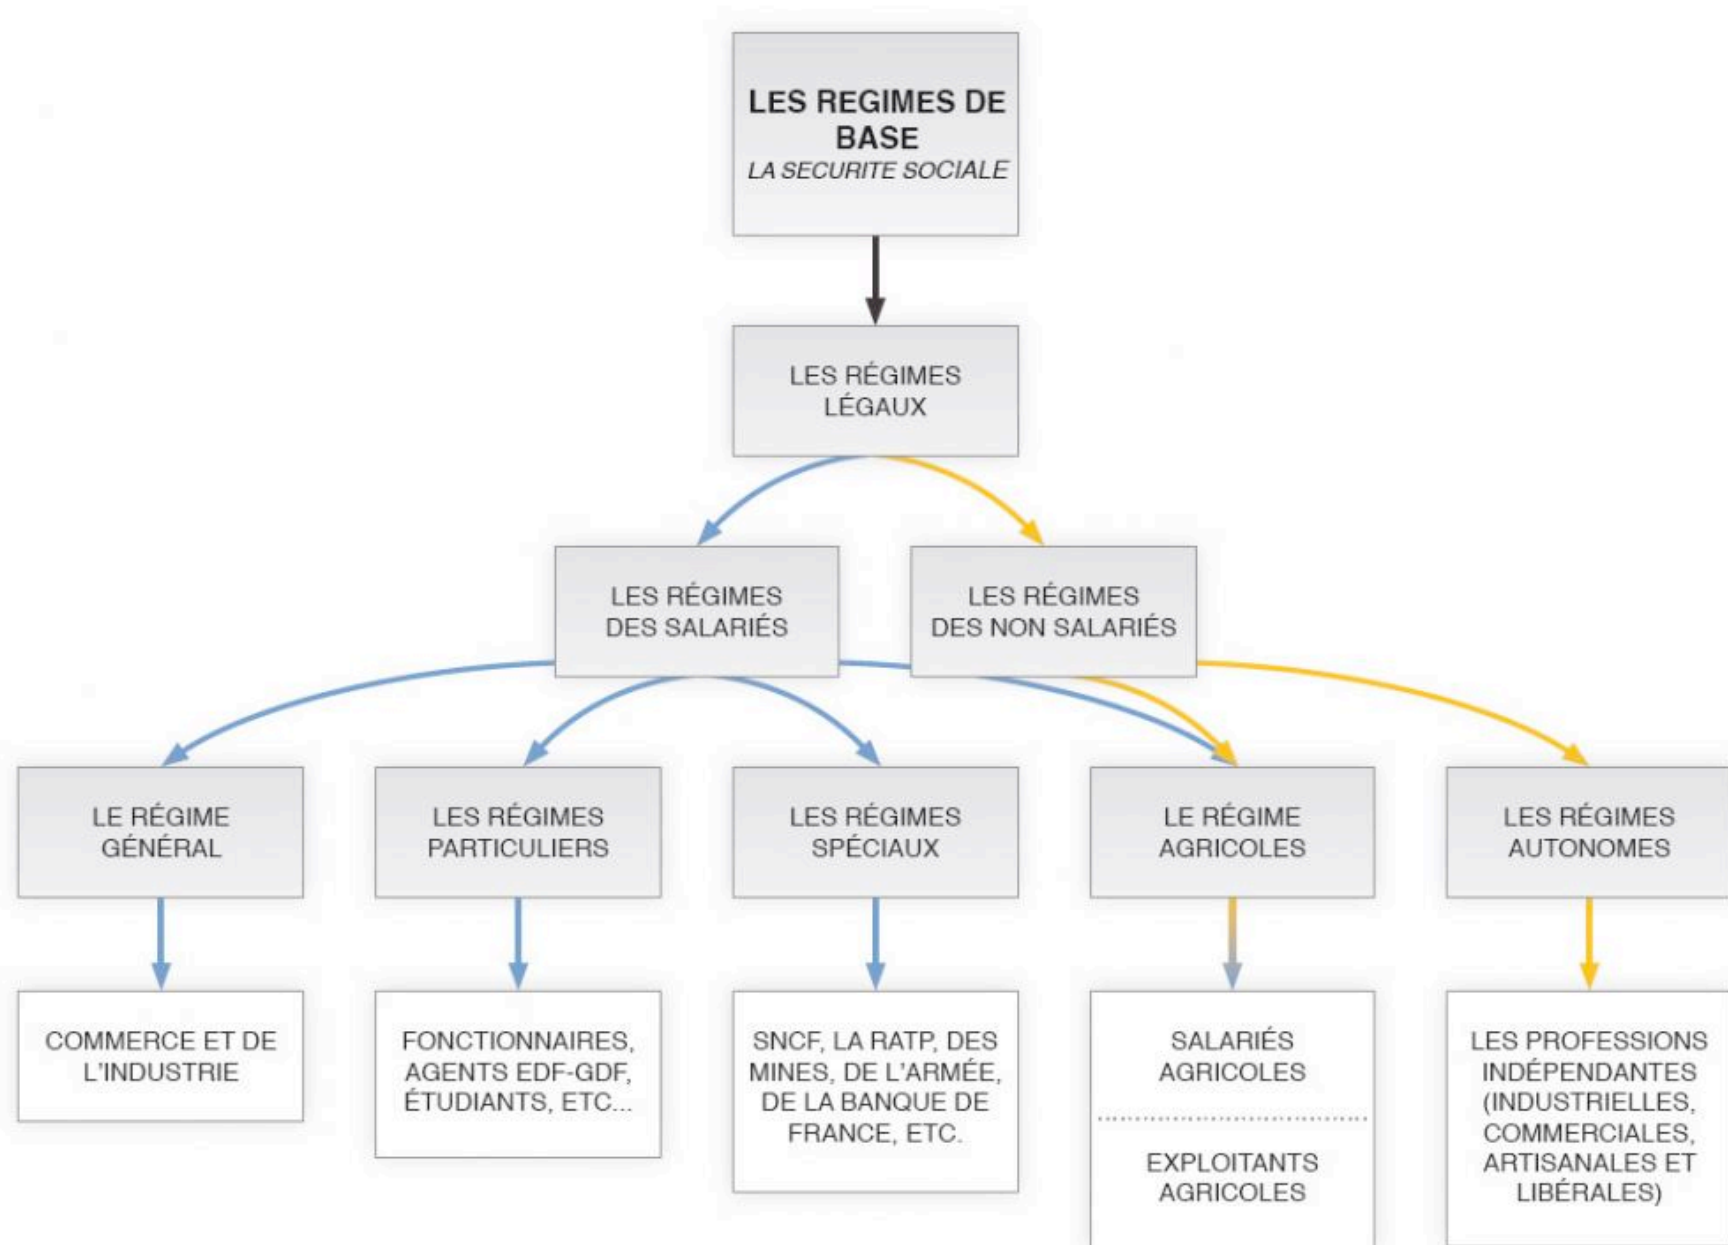 LES REGIMES DE
BASE
LA SECURITE SOCIALE
LES RÉGIMES
LÉGAUX
LES RÉGIMES
DES SALARIÉS
LES RÉGIMES
DES NON SALARIÉS
LE RÉGIME
GÉNÉRAL
LES RÉGIMES
PARTICULIERS
LES RÉGIMES
SPÉCIAUX
LE RÉGIME
AGRICOLES
LES RÉGIMES
AUTONOMES
COMMERCE ET DE
L'INDUSTRIE
FONCTIONNAIRES,
AGENTS EDF-GDF,
ÉTUDIANTS, ETC...
SNCF, LA RATP, DES
MINES, DE L'ARMÉE,
DE LA BANQUE DE
FRANCE, ETC.
SALARIÉS
AGRICOLES
EXPLOITANTS
AGRICOLES
LES PROFESSIONS
INDÉPENDANTES
(INDUSTRIELLES,
COMMERCIALES,
ARTISANALES ET
LIBÉRALES)